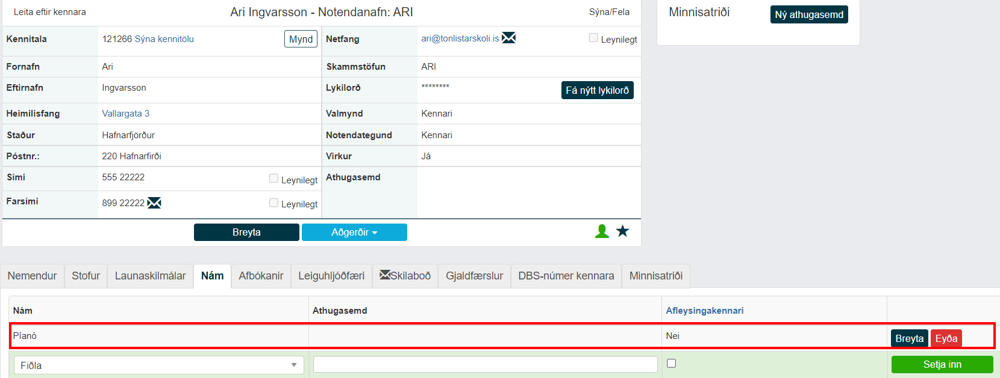 Leita eftir kennara Ari Ingvarsson - Notendanafn: ARI Sýna/Fela
Minnisatriði Ný athugasemd
Kennitala 121266 Sýna kennitölu Mynd Netfang ari@tonlistarskoli.is Leynilegt
Fornafn Ari Skammstöfun ARI
Eftirnafn Ingvarsson Lykilorð ******** Fá nýtt lykilorð
Heimilisfang Vallargata 3 Valmynd Kennari
Staður Hafnarfjörður Notendategund Kennari
Póstnr.: 220 Hafnarfirði Virkur Já
Sími 555 22222 Leynilegt Athugasemd
Farsími 899 22222 Leynilegt
Breyta Aðgerðir
Nemendur Stofur Launaskilmálar Nám Afbókanir Leiguhljóðfæri Skilaboð Gjaldfærslur DBS-númer kennara Minnisatriði
Nám Athugasemd Afleysingakennari
Píanó Nei Breyta Eyða
Fiðla Setja inn